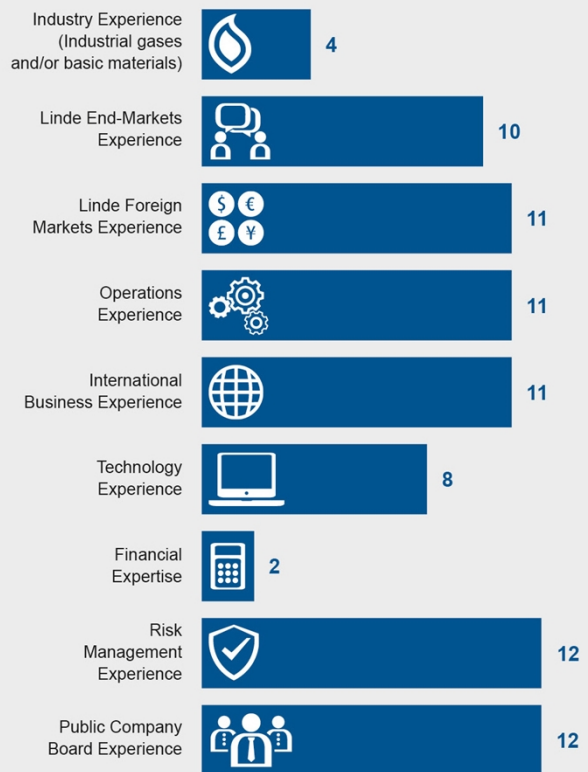 Industry Experience
(Industrial gases
and/or basic materials)
4
Linde End-Markets
Experience
10
Linde Foreign
Markets Experience
$ €
£ ¥
11
Operations
Experience
11
International
Business Experience
11
Technology
Experience
8
Financial
Expertise
2
Risk
Management
Experience
12
Public Company
Board Experience
12